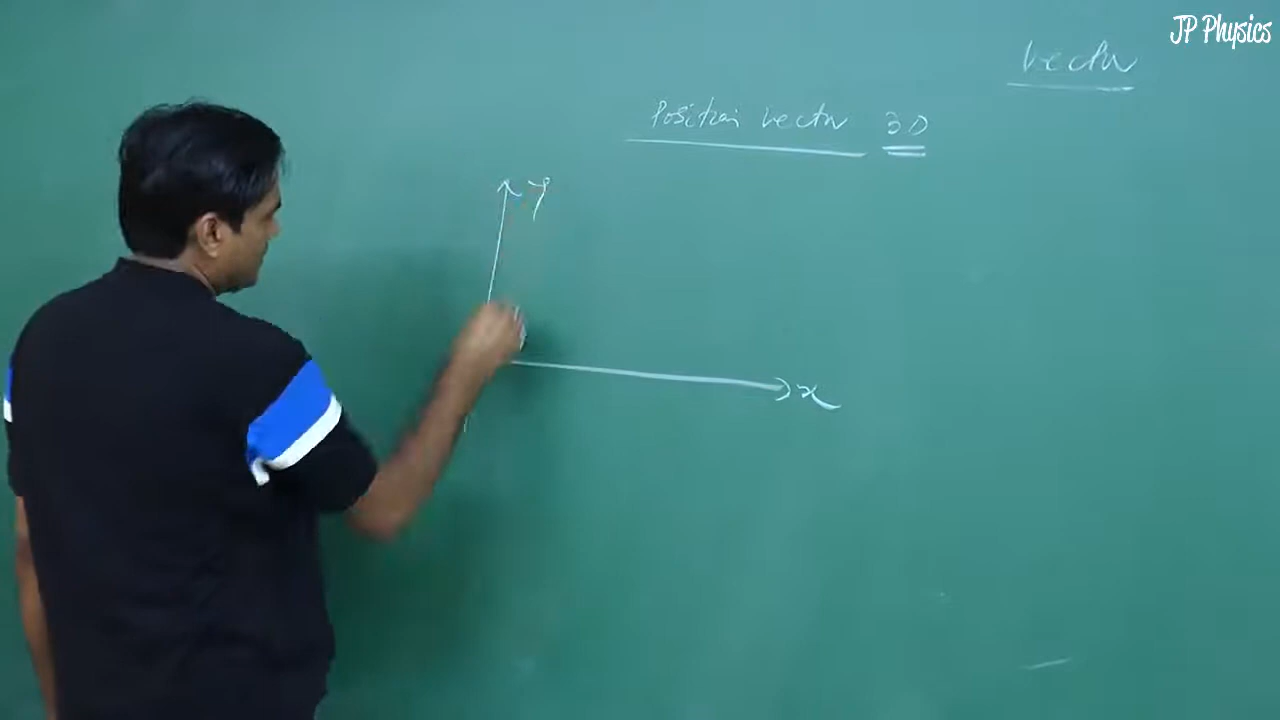 JP Physics
Vector
Position vector 3D
Y
x